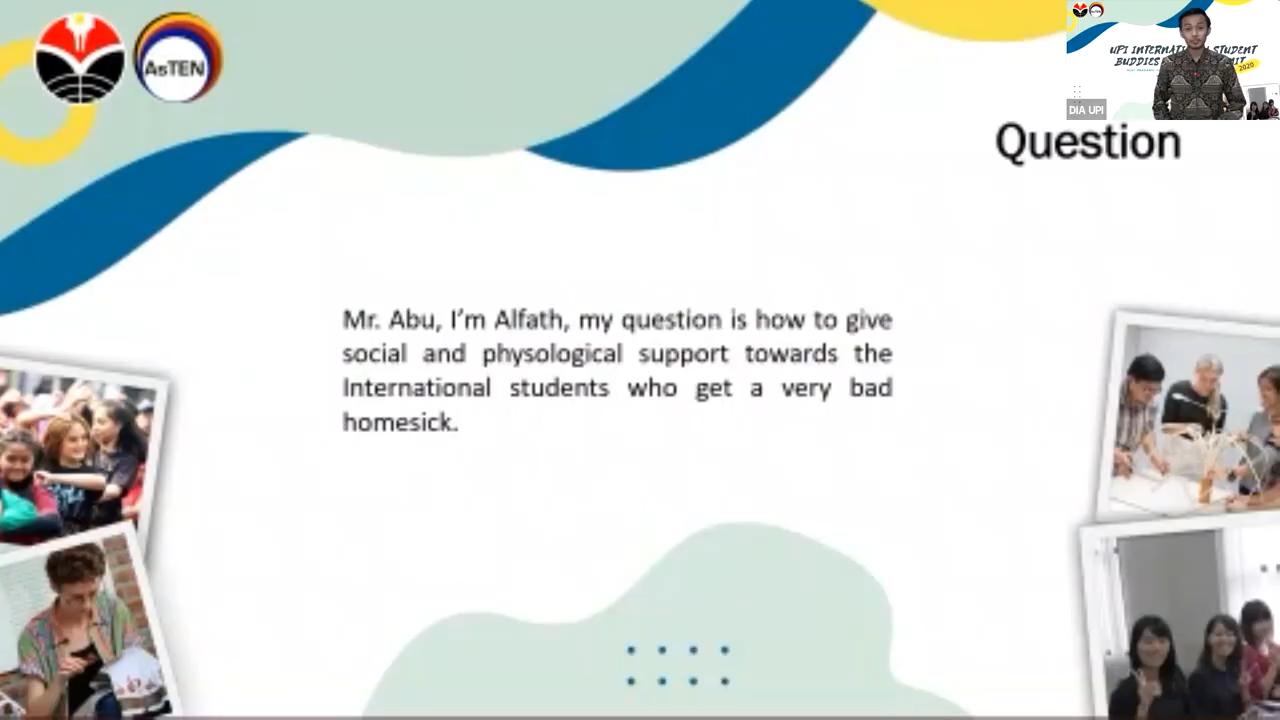 AsTEN
UPI INTERNATI STUDENT
BUDDIES IT
2020
DIA UPI
Question
Mr. Abu, I’m Alfath, my question is how to give
social and physological support towards the
International students who get a very bad
homesick.